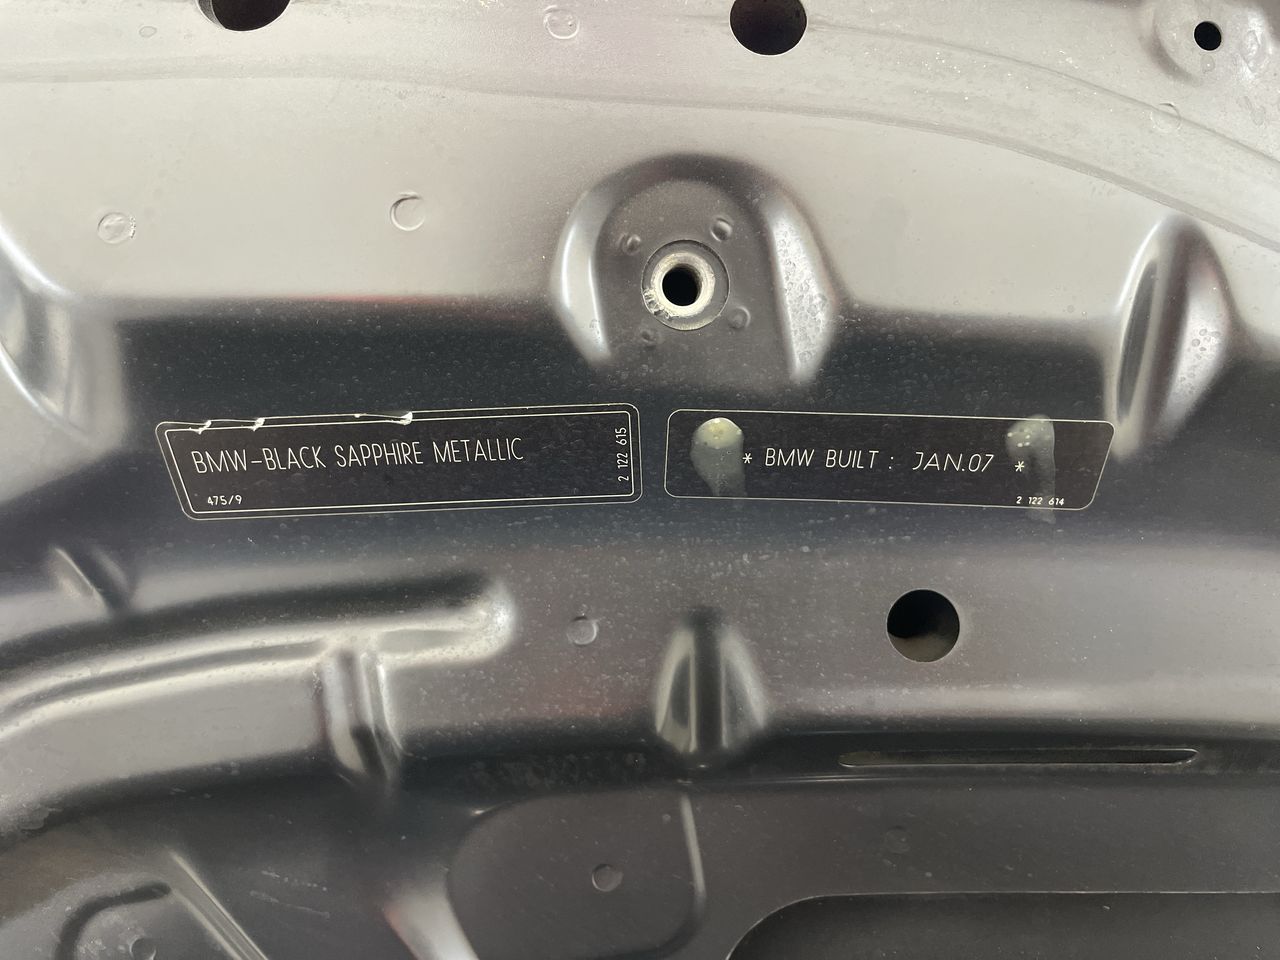 BMW-BLACK SAPPHIRE METALLIC
475/9
2 122 615
* BMW BUILT : JAN.07 *
2 122 614